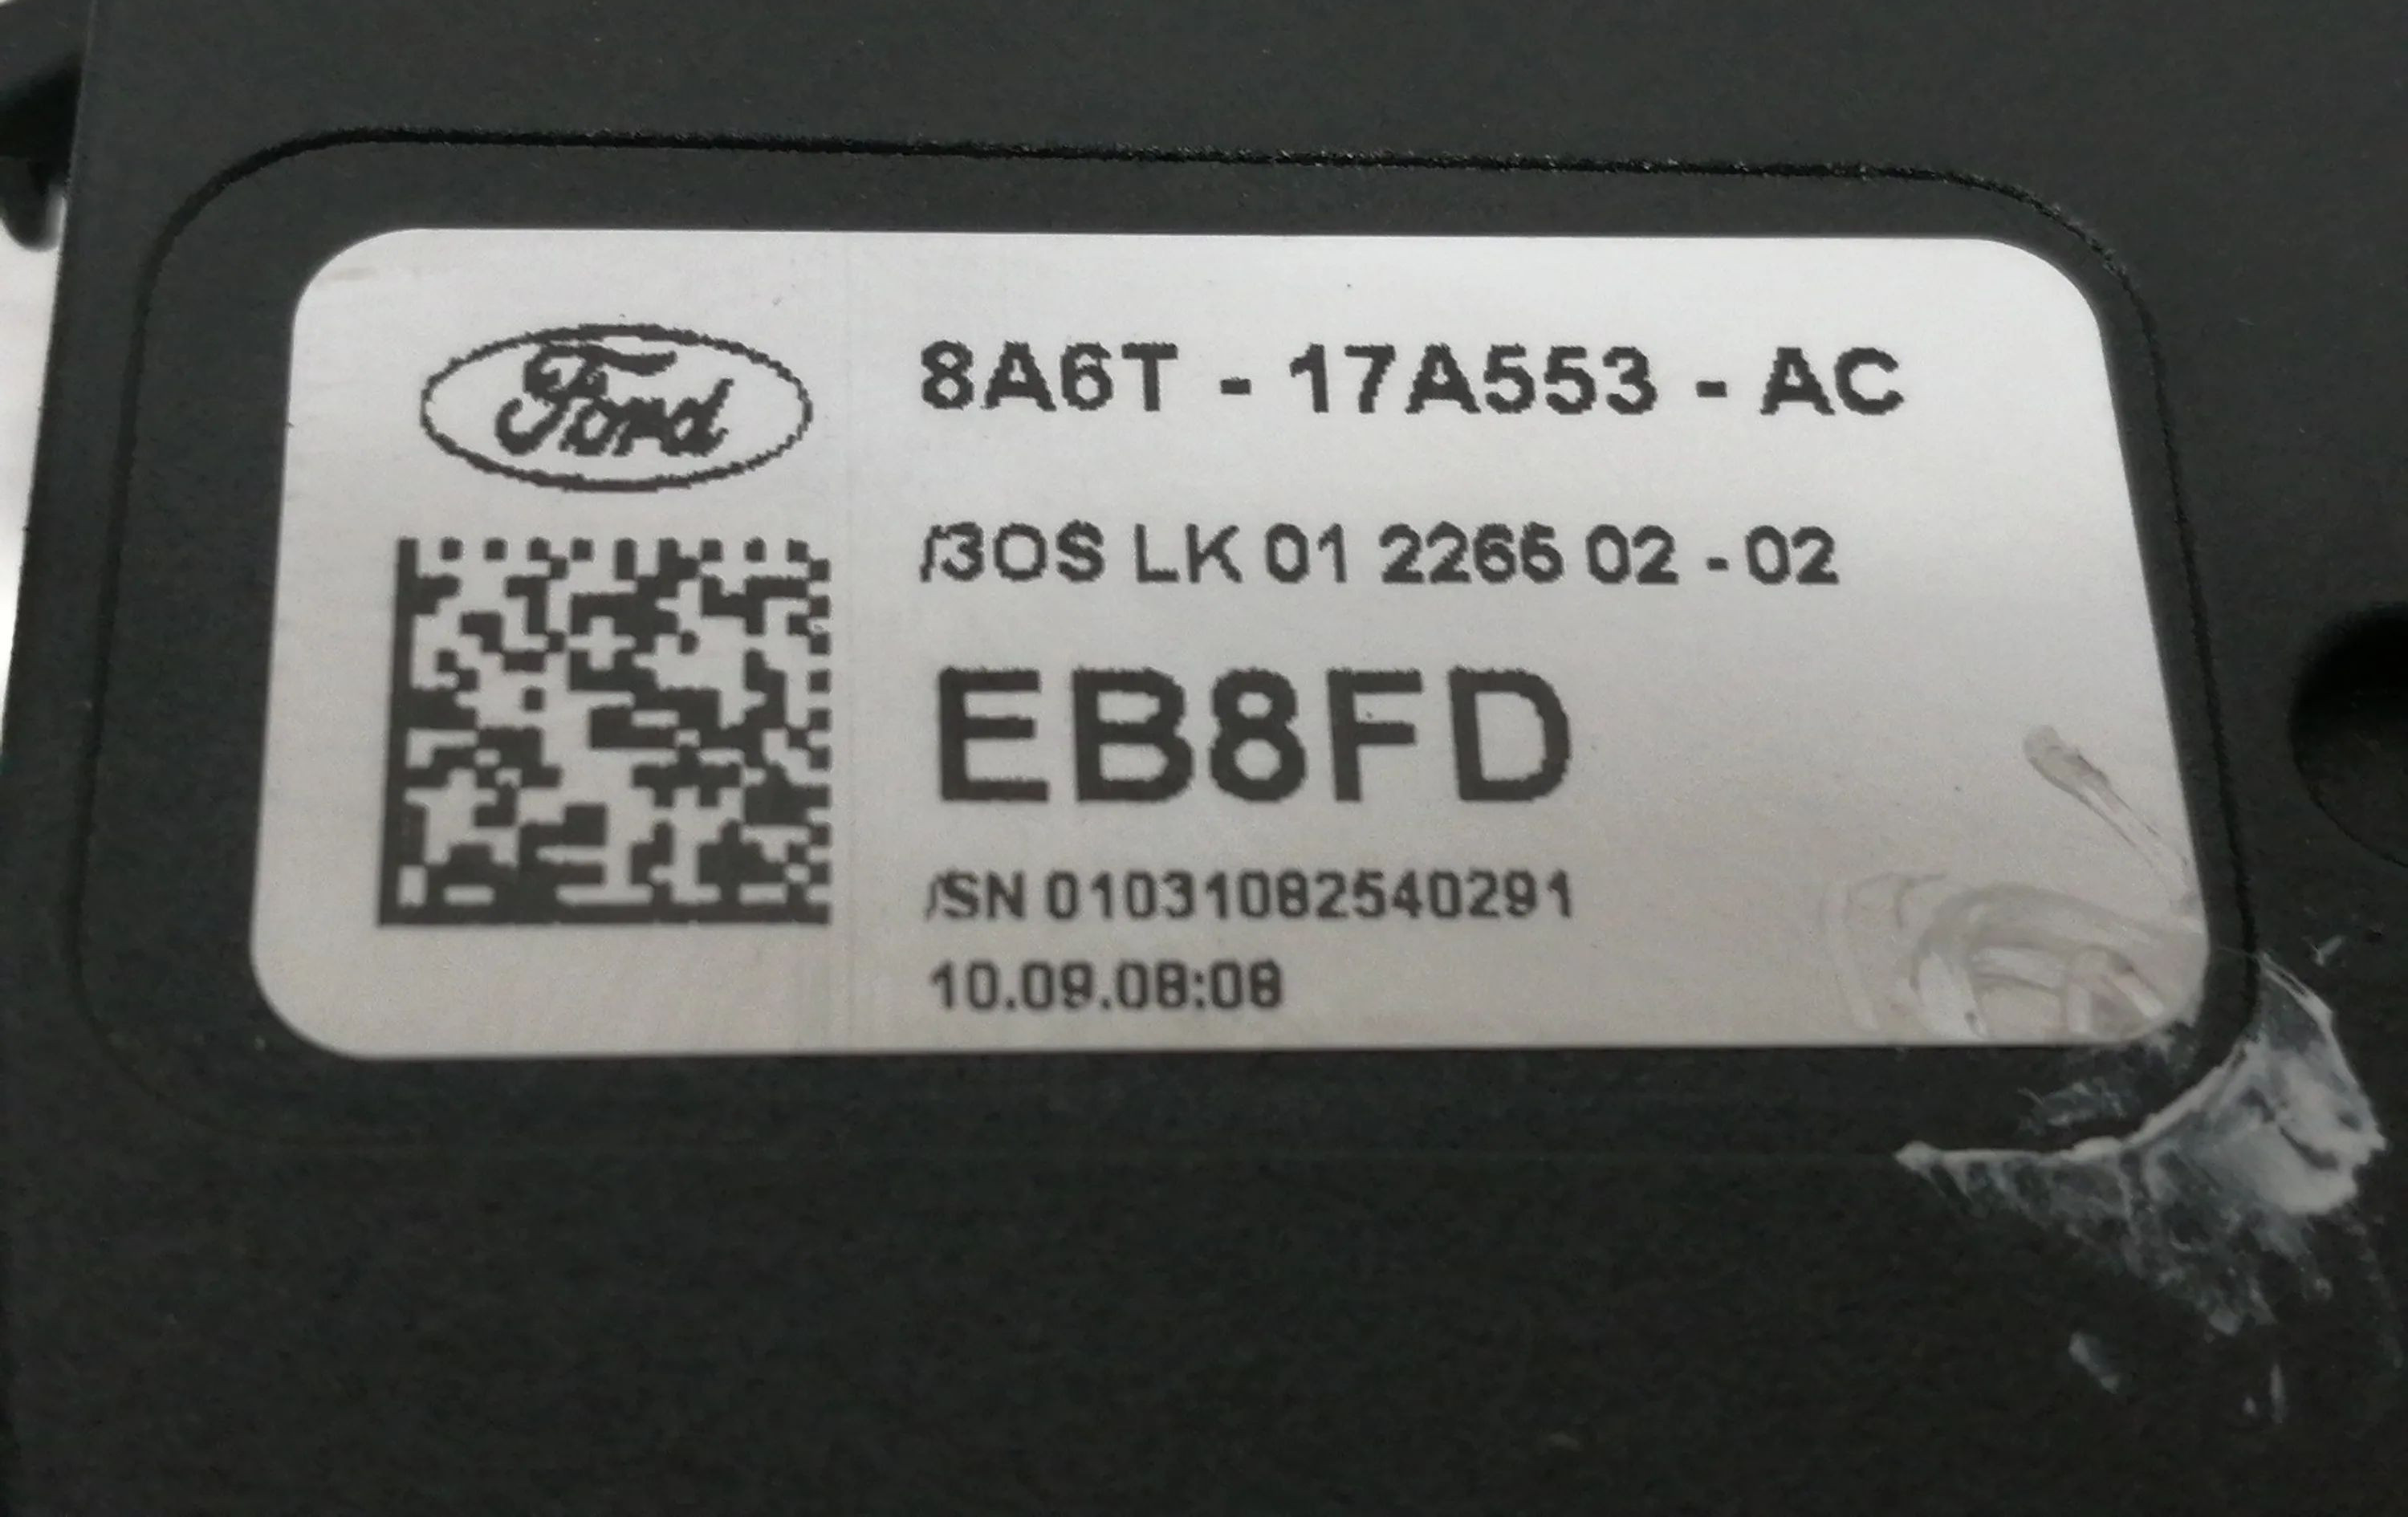 Ford
8A6T - 17A553 - AC
/3OS LK 01 2266 02 - 02
EB8FD
/SN 01031082540291
10.09.08:08